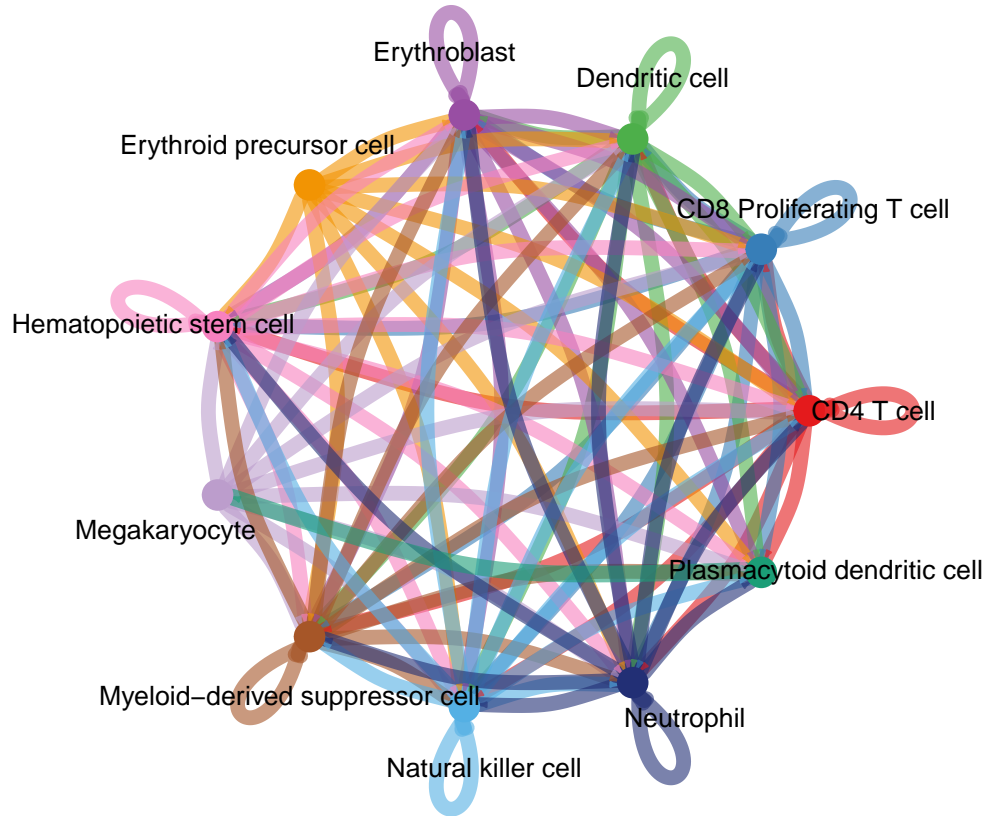 Erythroblast
Dendritic cell
Erythroid precursor cell
CD8 Proliferating T cell
Hematopoietic stem cell
CD4 T cell
Megakaryocyte
Plasmacytoid dendritic cell
Myeloid−derived suppressor cell
Neutrophil
Natural killer cell